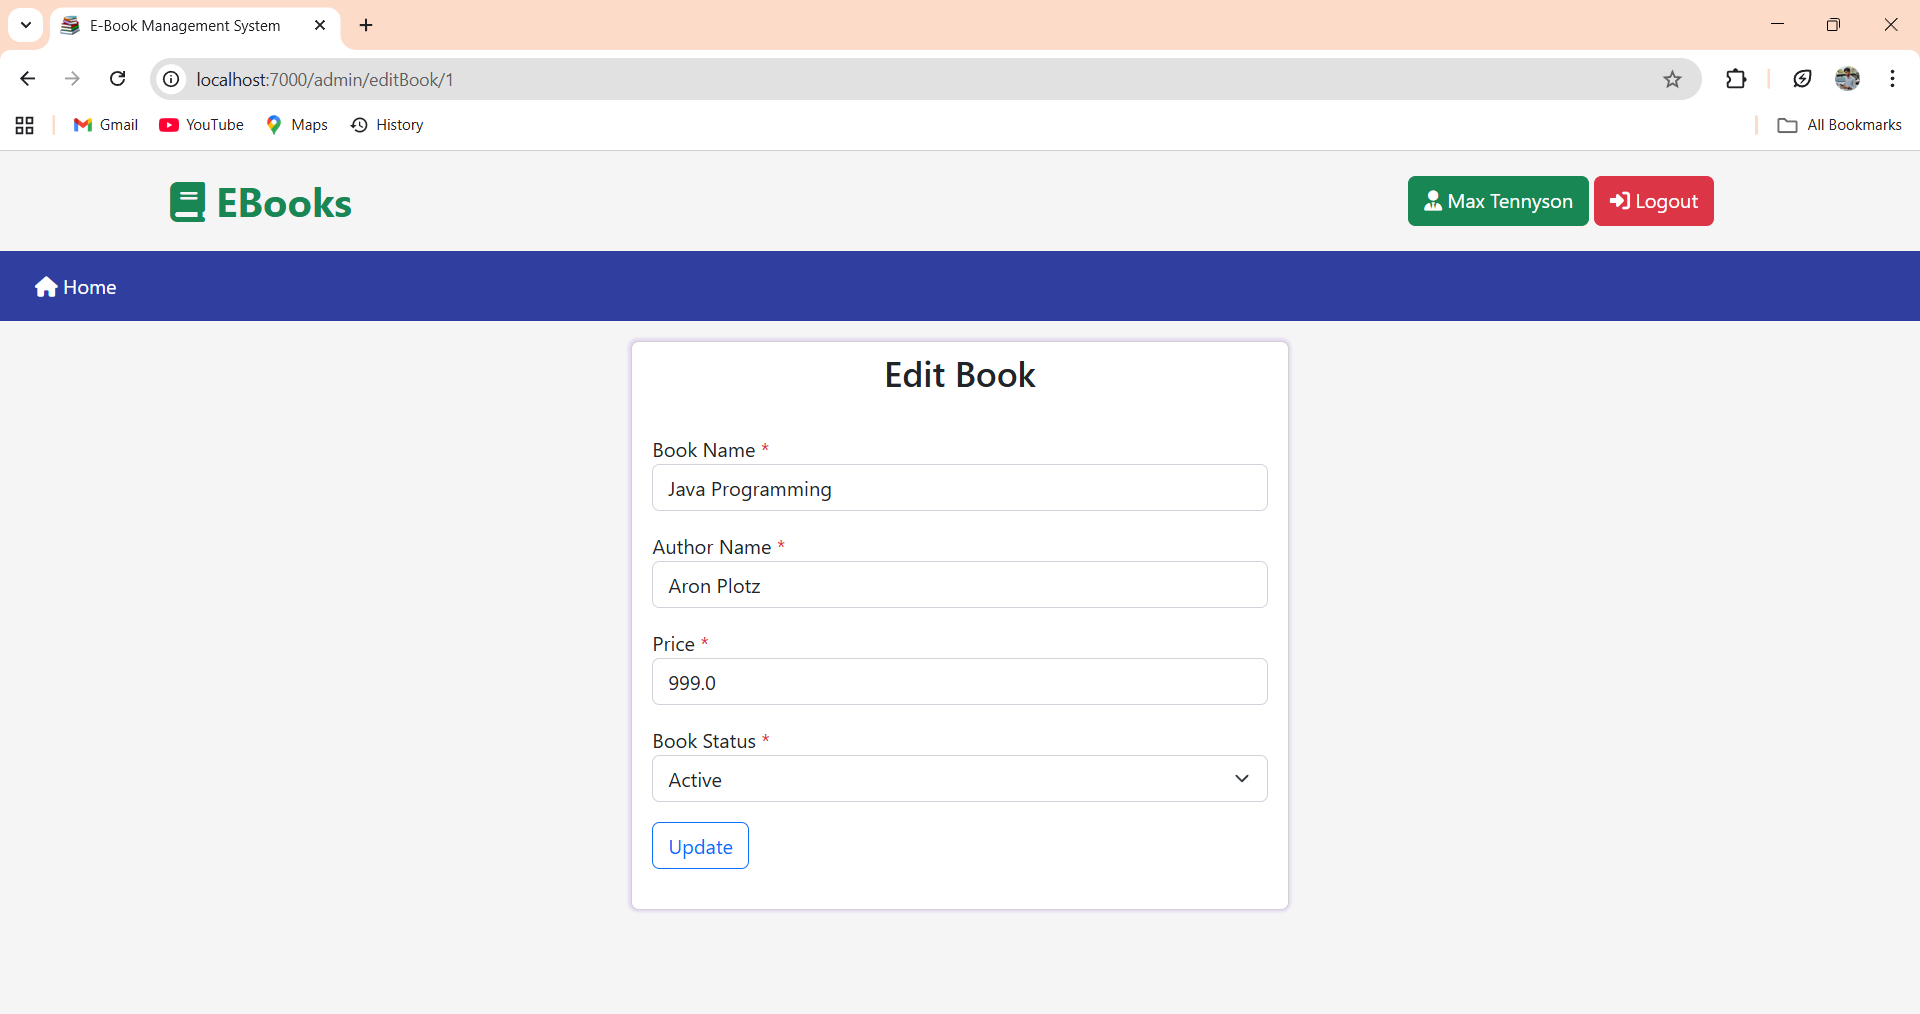 E-Book Management System
localhost:7000/admin/editBook/1
Gmail YouTube Maps History All Bookmarks
EBooks Max Tennyson Logout
Home
Edit Book
Book Name *
Java Programming
Author Name *
Aron Plotz
Price *
999.0
Book Status *
Active
Update